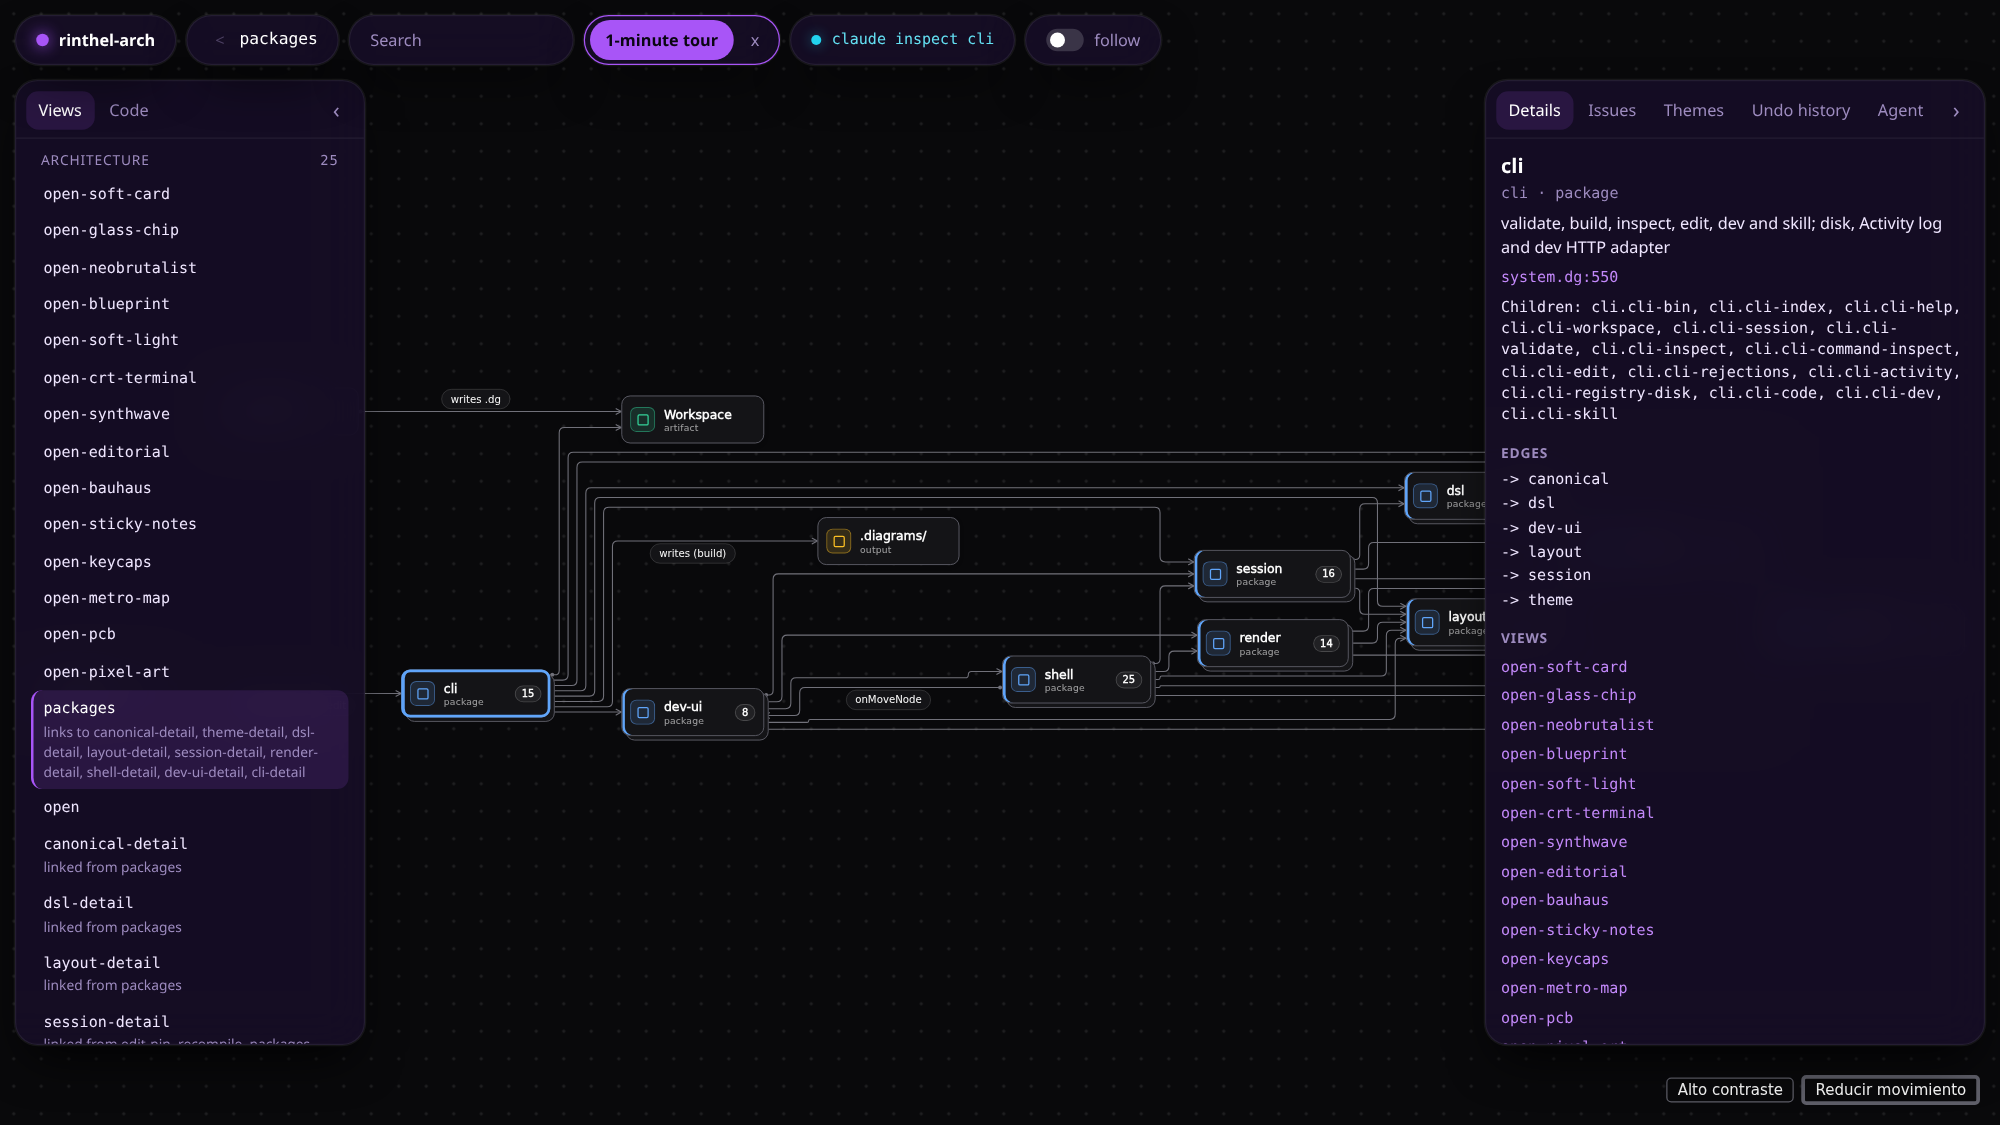 rinthel-arch
< packages
Search
1-minute tour x
claude inspect cli
follow
Views Code ‹
ARCHITECTURE 25
open-soft-card
open-glass-chip
open-neobrutalist
open-blueprint
open-soft-light
open-crt-terminal
open-synthwave
open-editorial
open-bauhaus
open-sticky-notes
open-keycaps
open-metro-map
open-pcb
open-pixel-art
packages
links to canonical-detail, theme-detail, dsl-
detail, layout-detail, session-detail, render-
detail, shell-detail, dev-ui-detail, cli-detail
open
canonical-detail
linked from packages
dsl-detail
linked from packages
layout-detail
linked from packages
session-detail
linked from edit-pin, recompile, packages
writes .dg
Workspace
artifact
dsl
package
.diagrams/
output
writes (build)
session
package
16
layout
package
render
package
14
shell
package
25
cli
package
15
dev-ui
package
8
onMoveNode
Details Issues Themes Undo history Agent ›
cli
cli · package
validate, build, inspect, edit, dev and skill; disk, Activity log
and dev HTTP adapter
system.dg:550
Children: cli.cli-bin, cli.cli-index, cli.cli-help,
cli.cli-workspace, cli.cli-session, cli.cli-
validate, cli.cli-inspect, cli.cli-command-inspect,
cli.cli-edit, cli.cli-rejections, cli.cli-activity,
cli.cli-registry-disk, cli.cli-code, cli.cli-dev,
cli.cli-skill
EDGES
-> canonical
-> dsl
-> dev-ui
-> layout
-> session
-> theme
VIEWS
open-soft-card
open-glass-chip
open-neobrutalist
open-blueprint
open-soft-light
open-crt-terminal
open-synthwave
open-editorial
open-bauhaus
open-sticky-notes
open-keycaps
open-metro-map
open-pcb
Alto contraste
Reducir movimiento